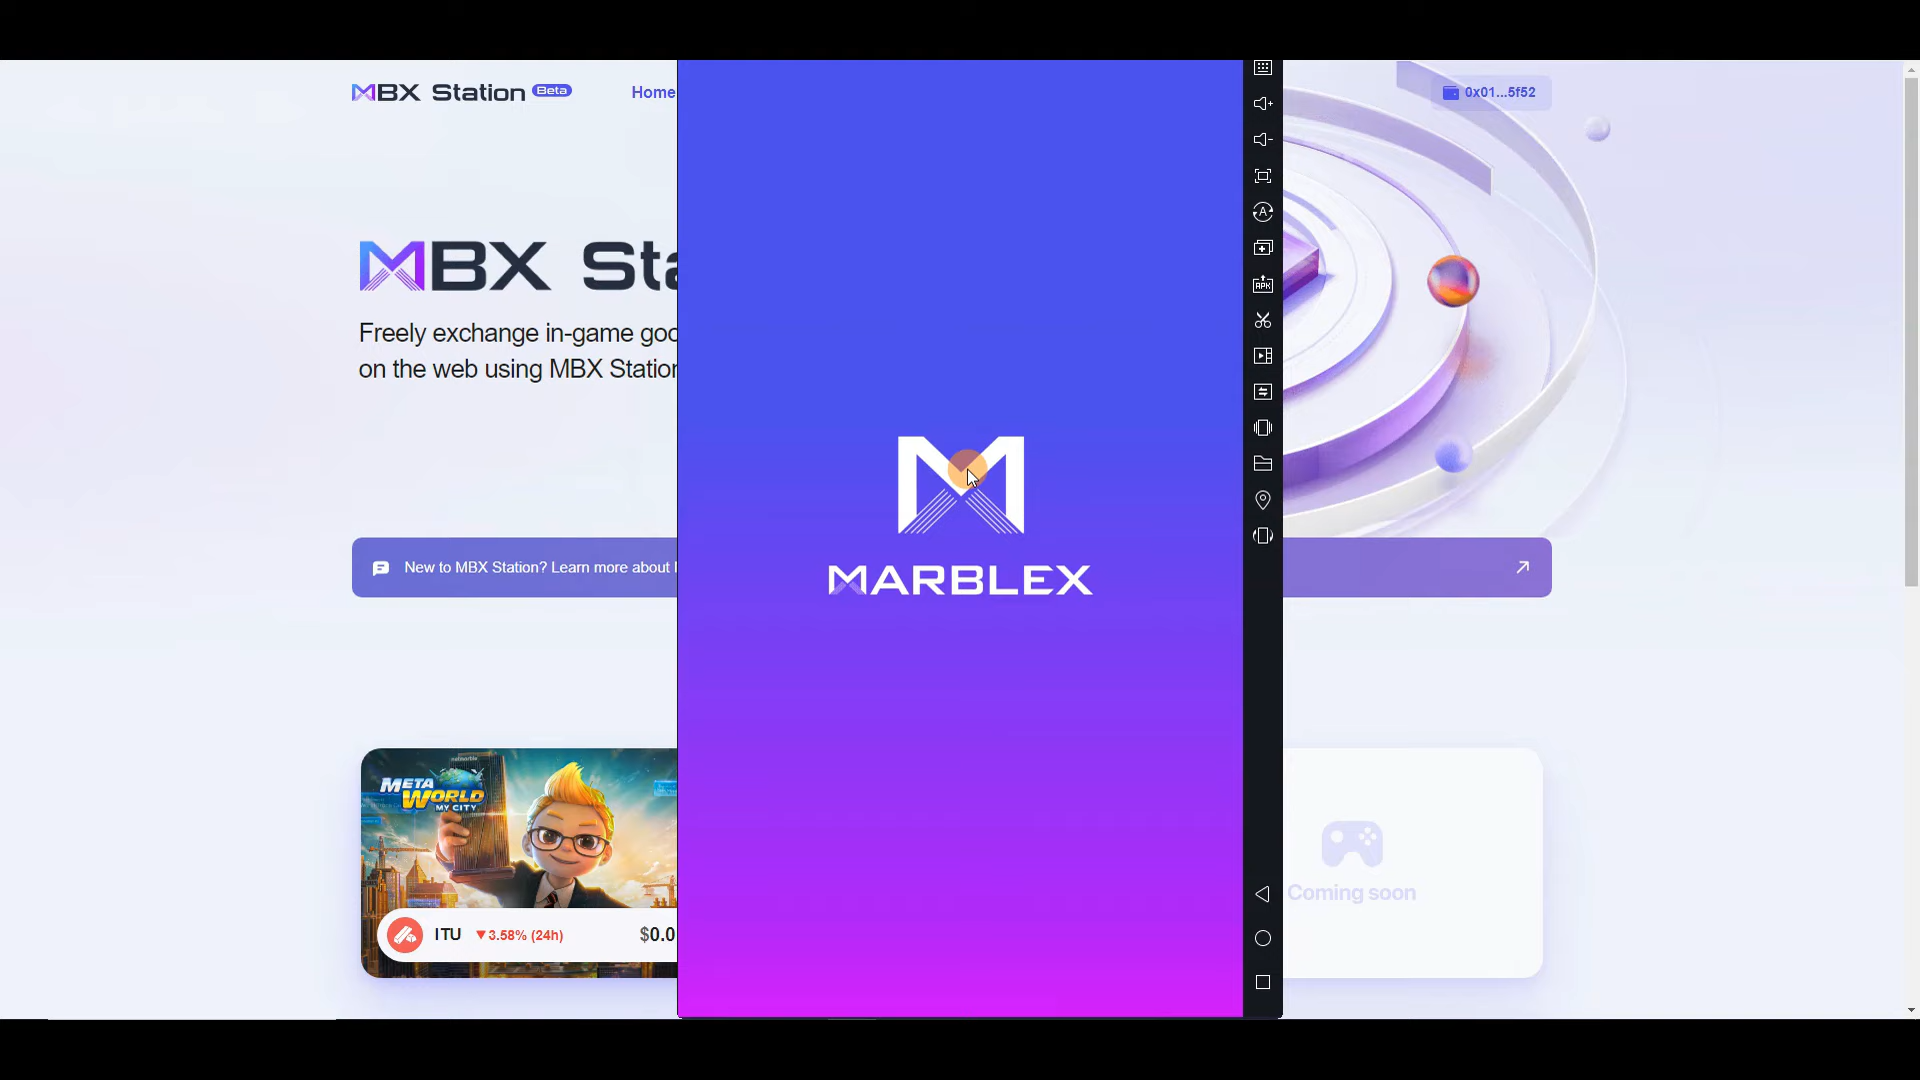 MBX Station Beta
Home
0x01...5f52
MBX Sta
Freely exchange in-game goo
on the web using MBX Station
New to MBX Station? Learn more about
MARBLEX
META
WORLD
MY CITY
ITU ▼3.58% (24h) $0.0
Coming soon
APK
A